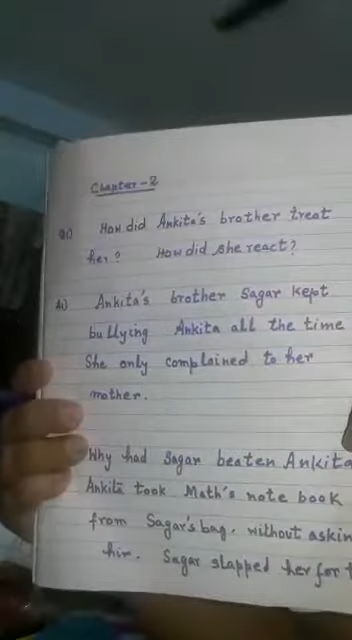 Chapter-2
Q1) How did Ankita's brother treat
her? How did she react?
A1) Ankita's brother Sagar kept
bullying Ankita all the time
She only complained to her
mother.
Why had Sagar beaten Ankita
Ankita took Math's note book
from Sagar's bag, without askin
him. Sagar slapped her for t